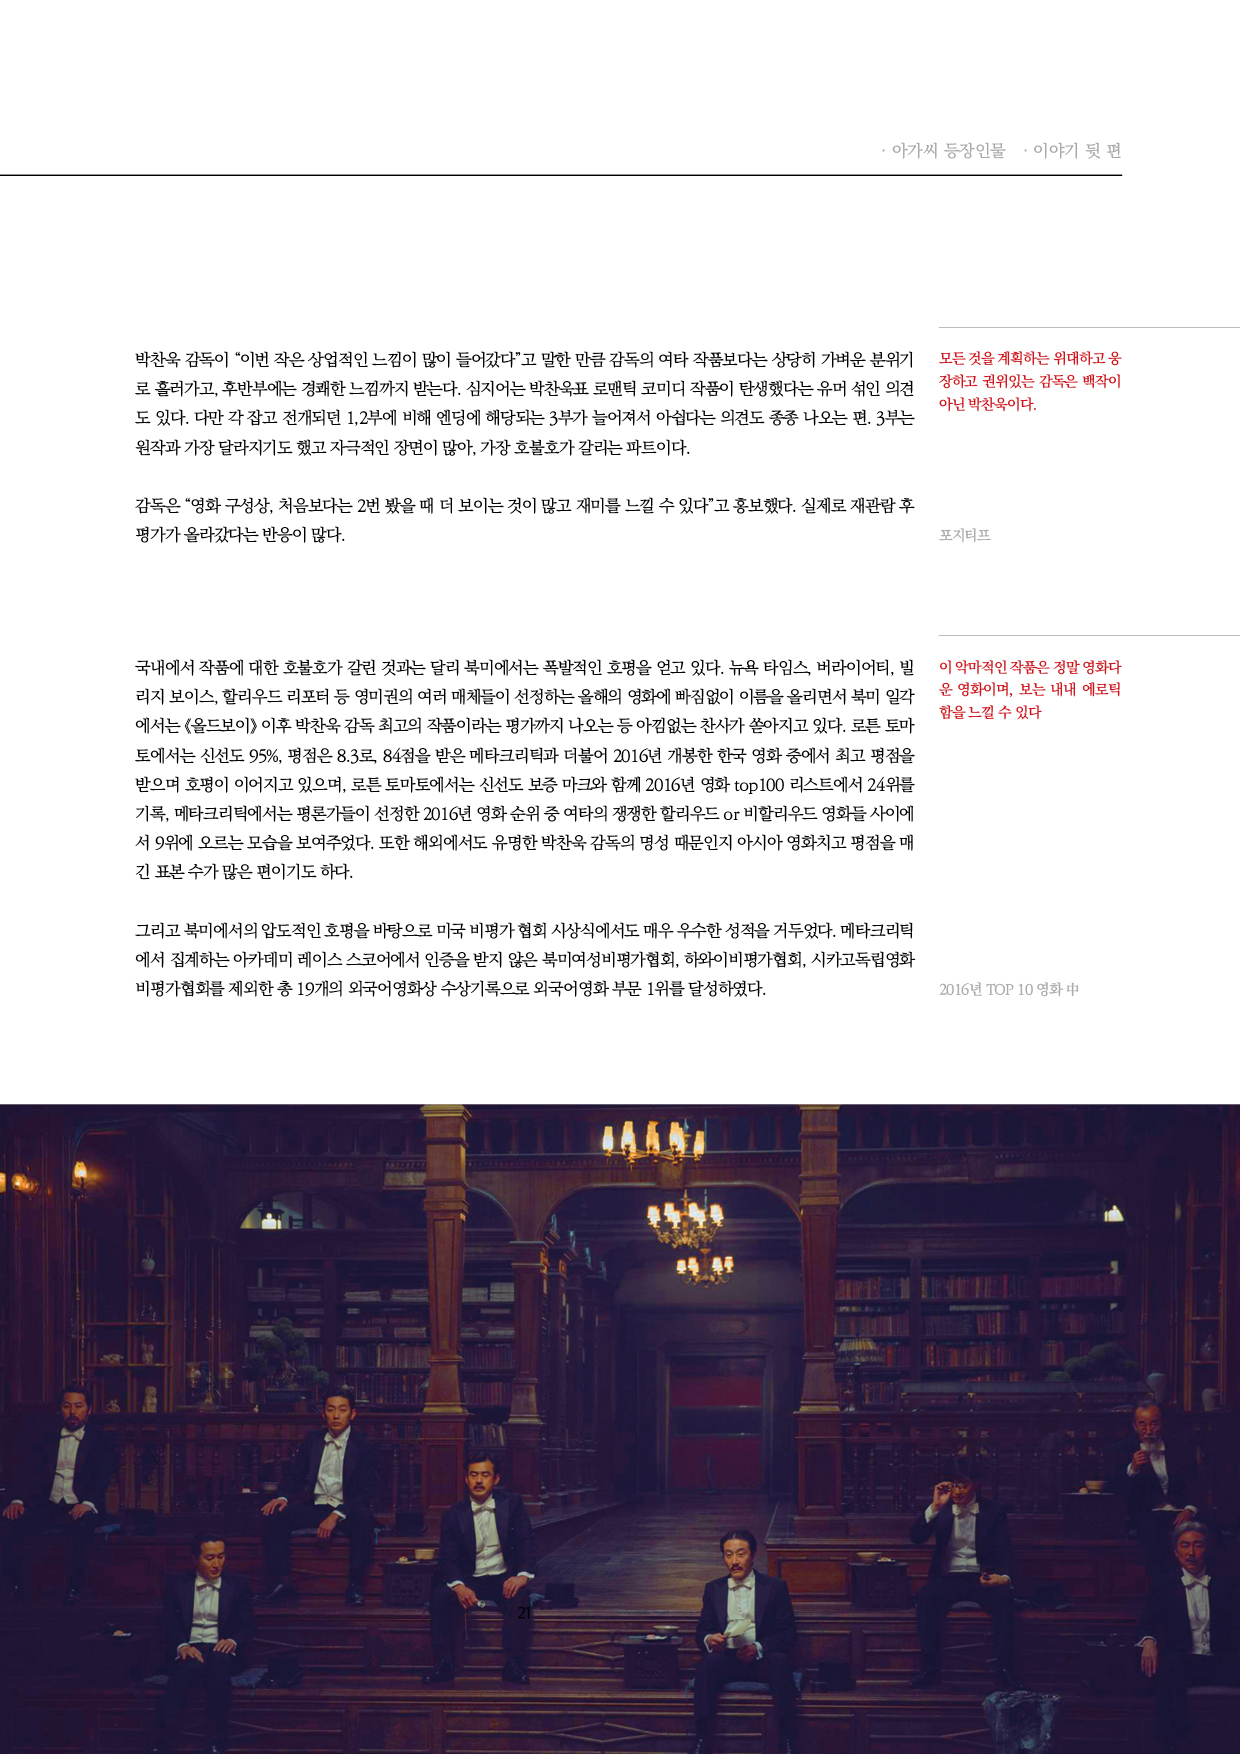 · 아가씨 등장인물 · 이야기 뒷 편
박찬욱 감독이 “이번 작은 상업적인 느낌이 많이 들어갔다”고 말한 만큼 감독의 여타 작품보다는 상당히 가벼운 분위기
로 흘러가고, 후반부에는 경쾌한 느낌까지 받는다. 심지어는 박찬욱표 로맨틱 코미디 작품이 탄생했다는 유머 섞인 의견
도 있다. 다만 각 잡고 전개되던 1,2부에 비해 엔딩에 해당되는 3부가 늘어져서 아쉽다는 의견도 종종 나오는 편. 3부는
원작과 가장 달라지기도 했고 자극적인 장면이 많아, 가장 호불호가 갈리는 파트이다.
감독은 “영화 구성상, 처음보다는 2번 봤을 때 더 보이는 것이 많고 재미를 느낄 수 있다”고 홍보했다. 실제로 재관람 후
평가가 올라갔다는 반응이 많다.
모든 것을 계획하는 위대하고 웅
장하고 권위있는 감독은 백작이
아닌 박찬욱이다.
포지티프
국내에서 작품에 대한 호불호가 갈린 것과는 달리 북미에서는 폭발적인 호평을 얻고 있다. 뉴욕 타임스, 버라이어티, 빌
리지 보이스, 할리우드 리포터 등 영미권의 여러 매체들이 선정하는 올해의 영화에 빠짐없이 이름을 올리면서 북미 일각
에서는 《올드보이》 이후 박찬욱 감독 최고의 작품이라는 평가까지 나오는 등 아낌없는 찬사가 쏟아지고 있다. 로튼 토마
토에서는 신선도 95%, 평점은 8.3로, 84점을 받은 메타크리틱과 더불어 2016년 개봉한 한국 영화 중에서 최고 평점을
받으며 호평이 이어지고 있으며, 로튼 토마토에서는 신선도 보증 마크와 함께 2016년 영화 top100 리스트에서 24위를
기록, 메타크리틱에서는 평론가들이 선정한 2016년 영화 순위 중 여타의 쟁쟁한 할리우드 or 비할리우드 영화들 사이에
서 9위에 오르는 모습을 보여주었다. 또한 해외에서도 유명한 박찬욱 감독의 명성 때문인지 아시아 영화치고 평점을 매
긴 표본 수가 많은 편이기도 하다.
그리고 북미에서의 압도적인 호평을 바탕으로 미국 비평가 협회 시상식에서도 매우 우수한 성적을 거두었다. 메타크리틱
에서 집계하는 아카데미 레이스 스코어에서 인증을 받지 않은 북미여성비평가협회, 하와이비평가협회, 시카고독립영화
비평가협회를 제외한 총 19개의 외국어영화상 수상기록으로 외국어영화 부문 1위를 달성하였다.
이 악마적인 작품은 정말 영화다
운 영화이며, 보는 내내 에로틱
함을 느낄 수 있다
2016년 TOP 10 영화 中
21